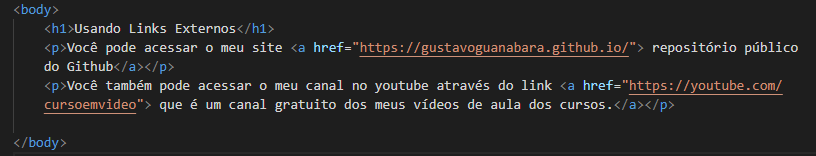 <body>
<h1>Usando Links Externos</h1>
<p>Você pode acessar o meu site <a href="https://gustavoguanabara.github.io/"> repositório público
do Github</a></p>
<p>Você também pode acessar o meu canal no youtube através do link <a href="https://youtube.com/
cursoemvideo"> que é um canal gratuito dos meus vídeos de aula dos cursos.</a></p>
</body>